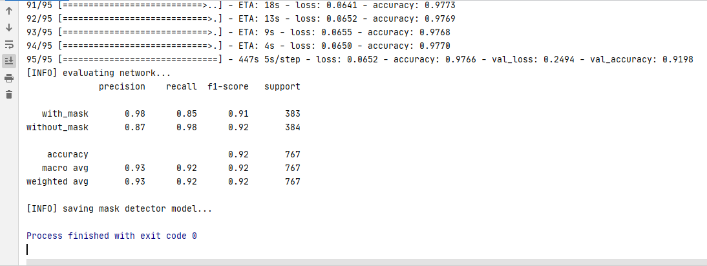 91/95 [===========================>..] - ETA: 18s - loss: 0.0641 - accuracy: 0.9773
92/95 [============================>.] - ETA: 13s - loss: 0.0652 - accuracy: 0.9769
93/95 [============================>.] - ETA: 9s - loss: 0.0655 - accuracy: 0.9768
94/95 [============================>.] - ETA: 4s - loss: 0.0650 - accuracy: 0.9770
95/95 [==============================] - 447s 5s/step - loss: 0.0652 - accuracy: 0.9766 - val_loss: 0.2494 - val_accuracy: 0.9198
[INFO] evaluating network...
precision recall f1-score support
with_mask 0.98 0.85 0.91 383
without_mask 0.87 0.98 0.92 384
accuracy 0.92 767
macro avg 0.93 0.92 0.92 767
weighted avg 0.93 0.92 0.92 767
[INFO] saving mask detector model...
Process finished with exit code 0